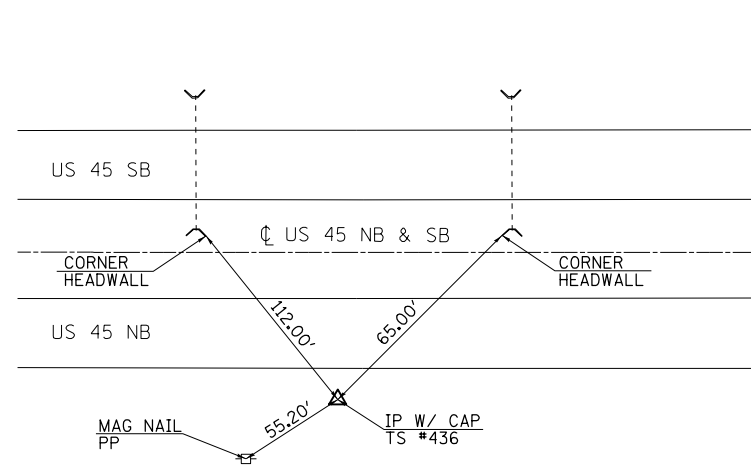 US 45 SB
℄ US 45 NB & SB
CORNER
HEADWALL
CORNER
HEADWALL
112.00'
65.00'
US 45 NB
55.20'
MAG NAIL
PP
IP W/ CAP
TS #436